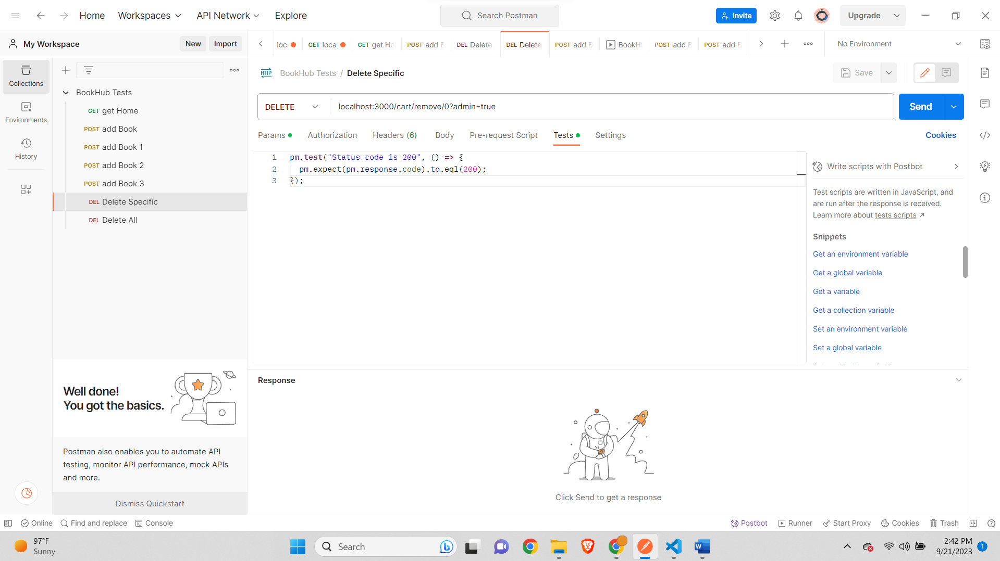 Home
Workspaces
API Network
Explore
Search Postman
Invite
Upgrade
My Workspace
New
Import
loc
GET loca
GET get Ho
POST add B
DEL Delete
DEL Delete
POST add B
BookHu
POST add B
POST add B
No Environment
Collections
Environments
History
BookHub Tests
GET get Home
POST add Book
POST add Book 1
POST add Book 2
POST add Book 3
DEL Delete Specific
DEL Delete All
HTTP
BookHub Tests / Delete Specific
Save
DELETE
localhost:3000/cart/remove/0?admin=true
Send
Params
Authorization
Headers (6)
Body
Pre-request Script
Tests
Settings
Cookies
1 pm.test("Status code is 200", () => {
2 pm.expect(pm.response.code).to.eql(200);
3 });
Write scripts with Postbot
Test scripts are written in JavaScript, and
are run after the response is received.
Learn more about tests scripts
Snippets
Get an environment variable
Get a global variable
Get a variable
Get a collection variable
Set an environment variable
Set a global variable
Response
Click Send to get a response
Well done!
You got the basics.
Postman also enables you to automate API
testing, monitor API performance, mock APIs
and more.
Dismiss Quickstart
Online
Find and replace
Console
Postbot
Runner
Start Proxy
Cookies
Trash
97°F
Sunny
Search
W
2:42 PM
9/21/2023
1